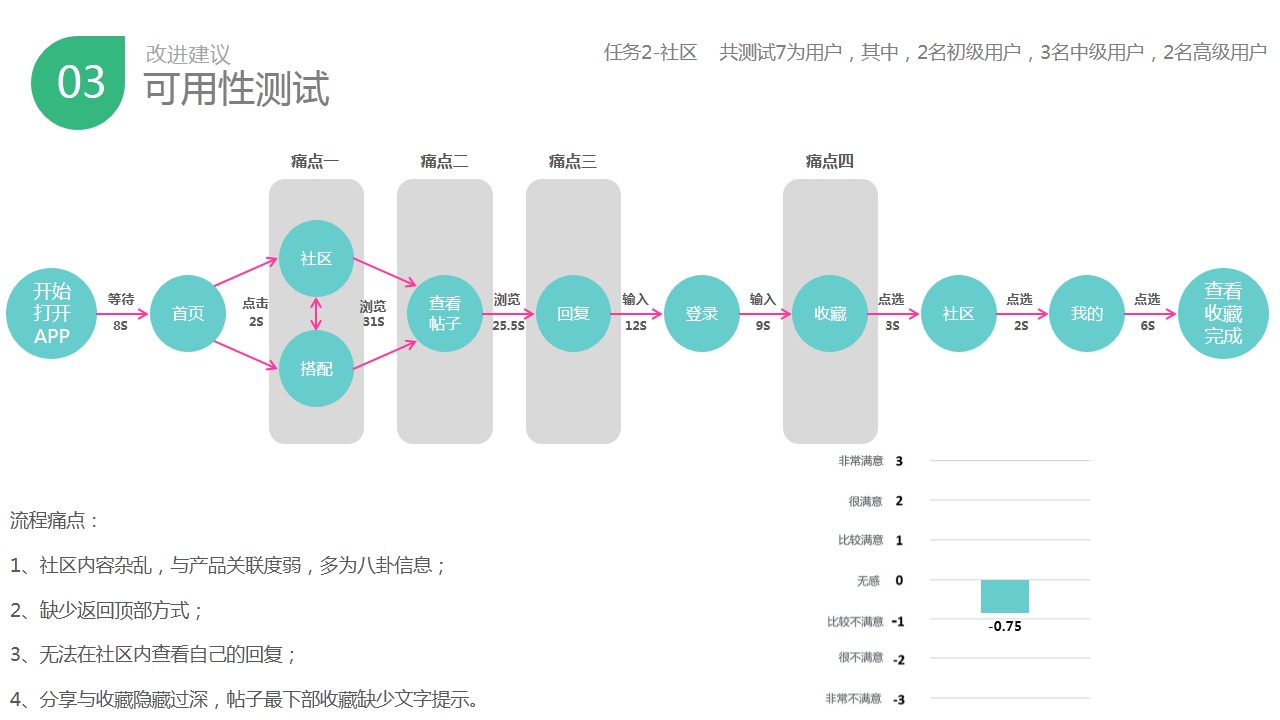 03
改进建议
可用性测试
任务2-社区 共测试7为用户，其中，2名初级用户，3名中级用户，2名高级用户
痛点一
痛点二
痛点三
痛点四
开始
打开
APP
等待
8S
首页
点击
2S
社区
搭配
浏览
31S
查看
帖子
浏览
25.5S
回复
输入
12S
登录
输入
9S
收藏
点选
3S
社区
点选
2S
我的
点选
6S
查看
收藏
完成
流程痛点：
1、社区内容杂乱，与产品关联度弱，多为八卦信息；
2、缺少返回顶部方式；
3、无法在社区内查看自己的回复；
4、分享与收藏隐藏过深，帖子最下部收藏缺少文字提示。
非常满意 3
很满意 2
比较满意 1
无感 0
比较不满意 -1
很不满意 -2
非常不满意 -3
-0.75